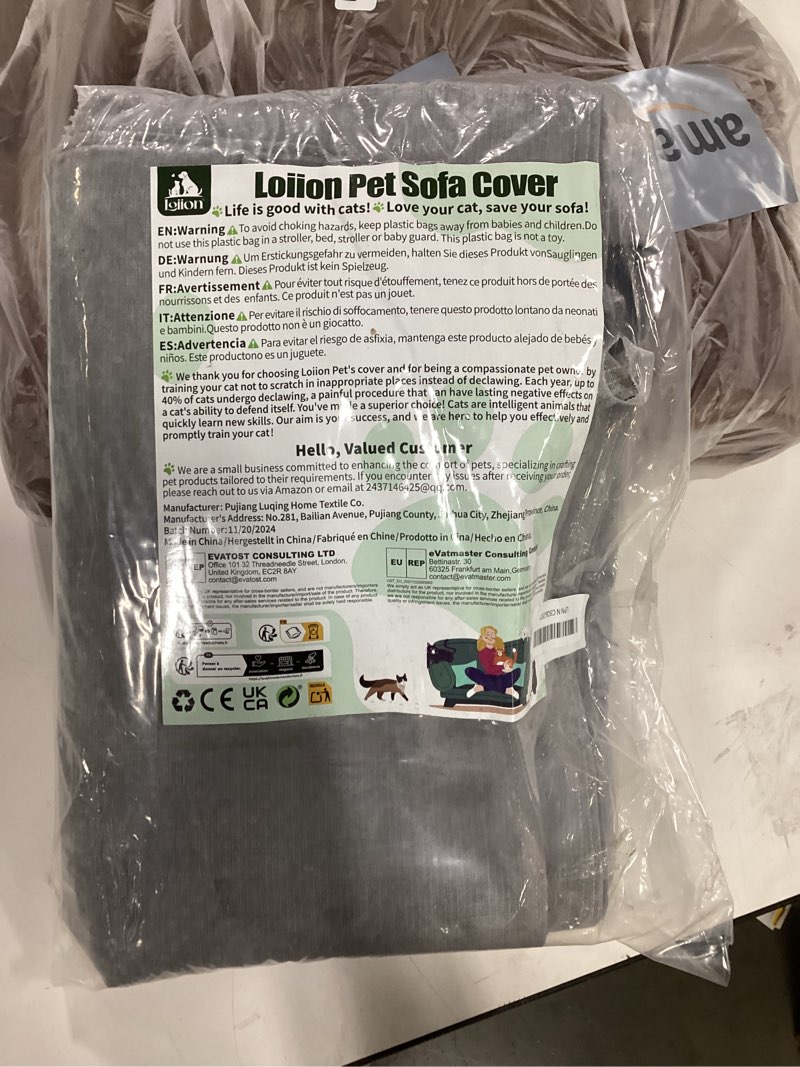 ama
loiion
Loiion Pet Sofa Cover
Life is good with cats! Love your cat, save your sofa!
EN:Warning To avoid choking hazards, keep plastic bags away from babies and children.Do
not use this plastic bag in a stroller, bed, stroller or baby guard. This plastic bag is not a toy.
DE:Warnung Um Erstickungsgefahr zu vermeiden, halten Sie dieses Produkt vonSauglingen
und Kindern fern. Dieses Produkt ist kein Spielzeug.
FR:Avertissement Pour éviter tout risque d'étouffement, tenez ce produit hors de portée des
nourrissons et des enfants. Ce produit n'est pas un jouet.
IT:Attenzione Per evitare il rischio di soffocamento, tenere questo prodotto lontano da neonati
e bambini.Questo prodotto non è un giocatto.
ES:Advertencia Para evitar el riesgo de asfixia, mantenga este producto alejado de bebés
niños. Este productono es un juguete.
We thank you for choosing Loiion Pet's cover and for being a compassionate pet owner by
training your cat not to scratch in inappropriate places instead of declawing. Each year, up to
40% of cats undergo declawing, a painful procedure that can have lasting negative effects on
a cat's ability to defend itself. You've made a superior choice! Cats are intelligent animals that
quickly learn new skills. Our aim is your success, and we are here to help you effectively and
promptly train your cat!
Hello, Valued Customer
We are a small business committed to enhancing the comfort of pets, specializing in crafting
pet products tailored to their requirements. If you encounter any issues after receiving your order,
please reach out to us via Amazon or email at 2437146425@qq.com.
Manufacturer: Pujiang Luqing Home Textile Co.
Manufacturer's Address: No.281, Bailian Avenue, Pujiang County, Jinhua City, Zhejiang Province, China.
Batch Number:11/20/2024
Made in China/Hergestellt in China/Fabriqué en Chine/Prodotto in Cina/Hecho en China
EP
EVATOST CONSULTING LTD
Office 101 32 Threadneedle Street, London,
United Kingdom, EC2R 8AY
contact@evatost.com
EU REP
eVatmaster Consulting
Bettinastr. 30
60325 Frankfurt am Main,Germany
contact@evatmaster.com
FR
CE
UK
CA